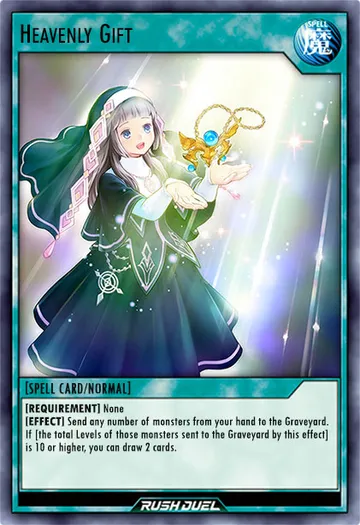 Heavenly Gift
SPELL
魔
[SPELL CARD/NORMAL]
[REQUIREMENT] None
[EFFECT] Send any number of monsters from your hand to the Graveyard.
If [the total Levels of those monsters sent to the Graveyard by this effect]
is 10 or higher, you can draw 2 cards.
RUSH DUEL